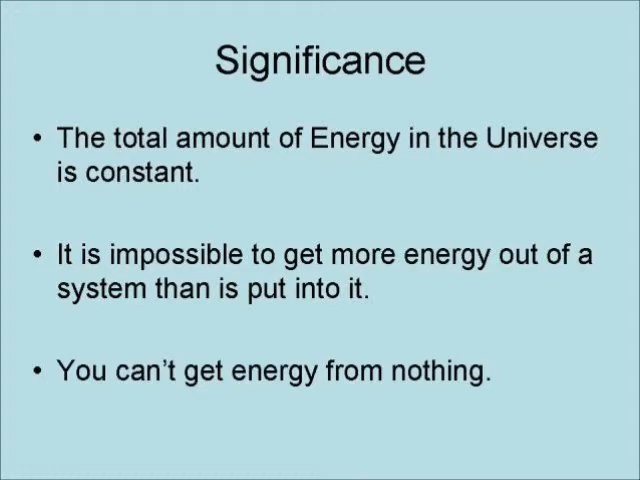 Significance
• The total amount of Energy in the Universe
is constant.
• It is impossible to get more energy out of a
system than is put into it.
• You can't get energy from nothing.